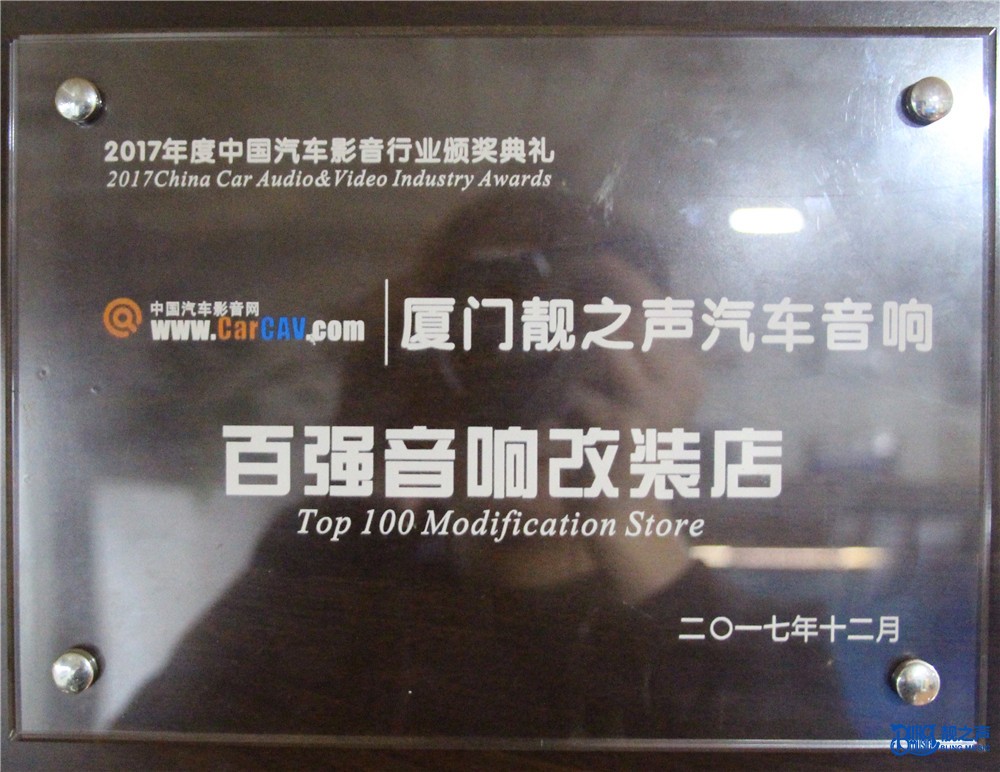 2017年度中国汽车影音行业颁奖典礼
2017China Car Audio&Video Industry Awards
中国汽车影音网
www.CarCAV.com
厦门靓之声汽车音响
百强音响改装店
Top 100 Modification Store
二〇一七年十二月
靓之声